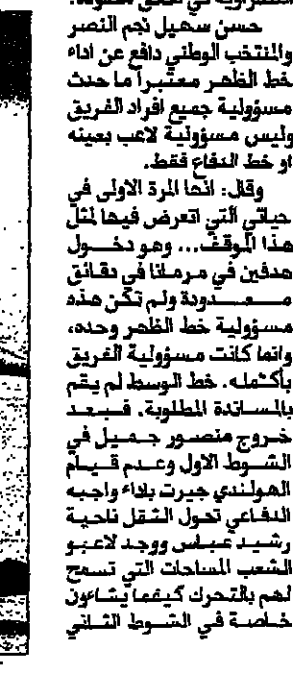 النصراوية في تحقق
حسن سهيل نجم النصر
والمنتخب الوطني دافع عن اداء
خط الظهر معتبراً ما حدث
مسؤولية جميع افراد الفريق
وليس مسؤولية لاعب بعينه
او خط الدفاع فقط.
وقال: انها المرة الاولى في
حياتي التي اتعرض فيها لمثل
هذا الموقف... وهو دخول
هدفين في مرمانا في دقائق
معدودة ولم تكن هذه
مسؤولية خط الظهر وحده،
وانما كانت مسؤولية الفريق
بأكمله. خط الوسط لم يقم
بالمساندة المطلوبة. فبعد
خروج منصور جميل في
الشوط الاول وعدم قيام
الهولندي جيرت باداء واجبه
الدفاعي تحول الثقل ناحية
رشيد عباس ووجد لاعبو
الشعب المساحات التي تسمح
لهم بالتحرك كيفما يشاءون
خاصة في الشوط الثاني